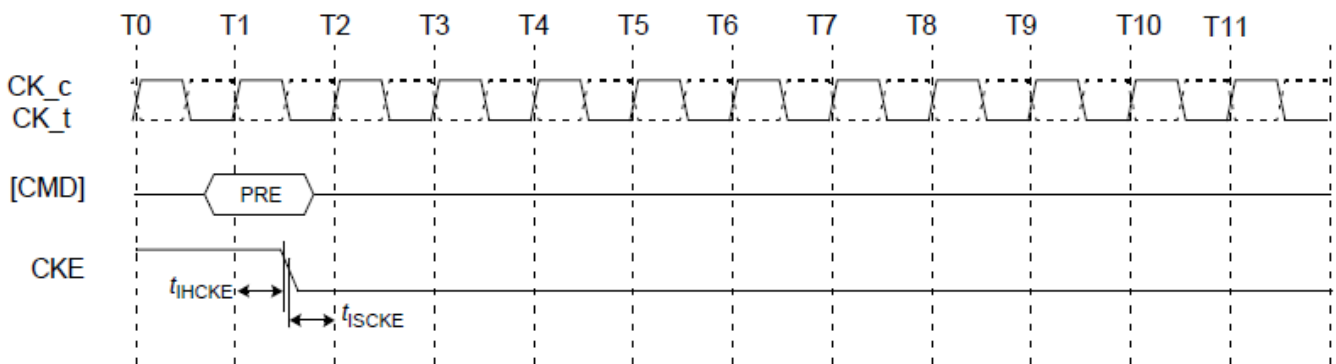 T0 T1 T2 T3 T4 T5 T6 T7 T8 T9 T10 T11
CK_c
CK_t
[CMD] PRE
CKE
tIHCKE
tISCKE